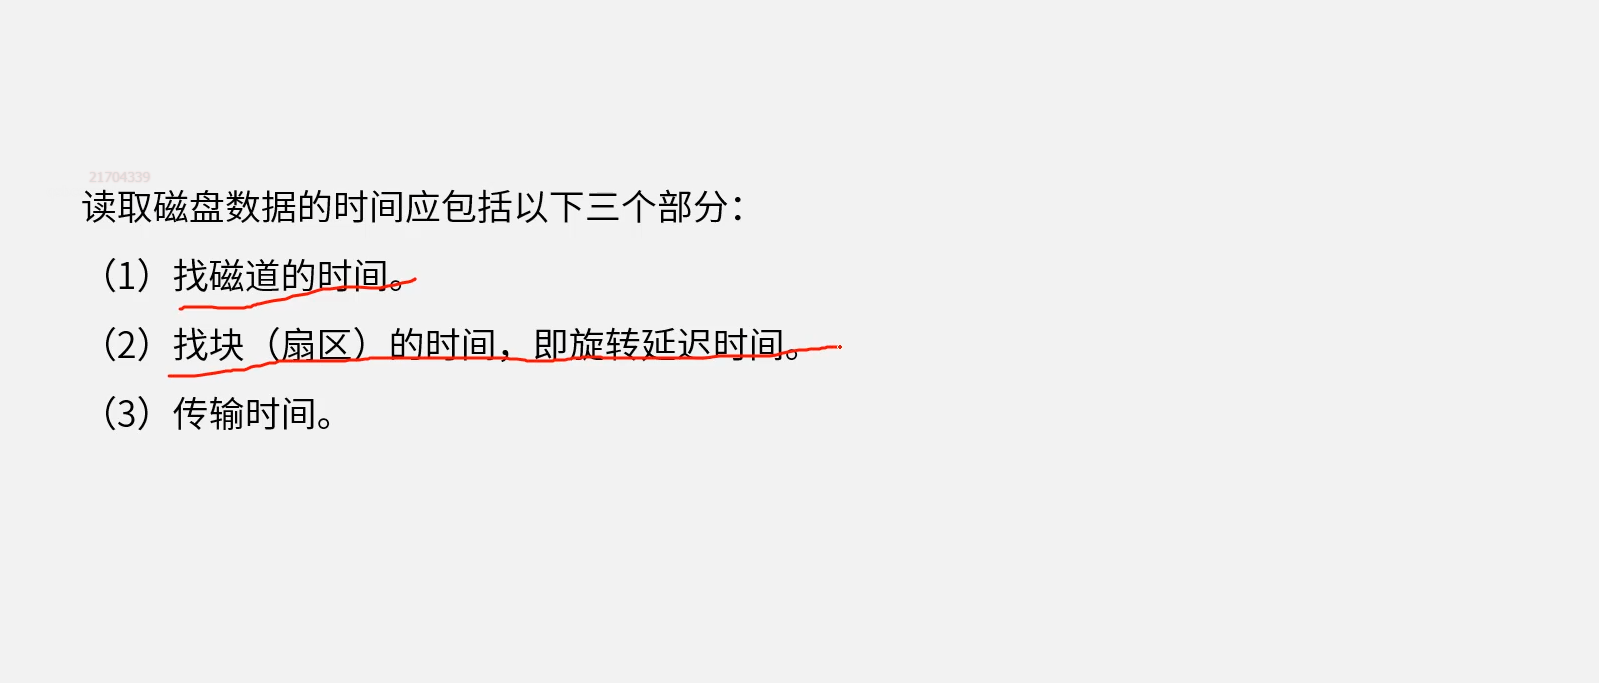 21704339
读取磁盘数据的时间应包括以下三个部分：
（1）找磁道的时间。
（2）找块（扇区）的时间，即旋转延迟时间。
（3）传输时间。